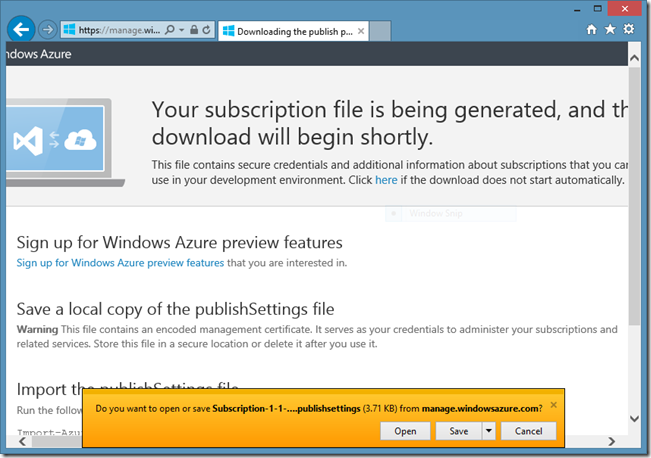 https://manage.wi...
Downloading the publish p...
ndows Azure
Your subscription file is being generated, and th
download will begin shortly.
This file contains secure credentials and additional information about subscriptions that you can
use in your development environment. Click here if the download does not start automatically.
Window Snip
Sign up for Windows Azure preview features
Sign up for Windows Azure preview features that you are interested in.
Save a local copy of the publishSettings file
Warning This file contains an encoded management certificate. It serves as your credentials to administer your subscriptions and
related services. Store this file in a secure location or delete it after you use it.
Import the publishSettings file
Run the follow
Import-Az
Do you want to open or save Subscription-1-1-....publishsettings (3.71 KB) from manage.windowsazure.com?
Open
Save
Cancel